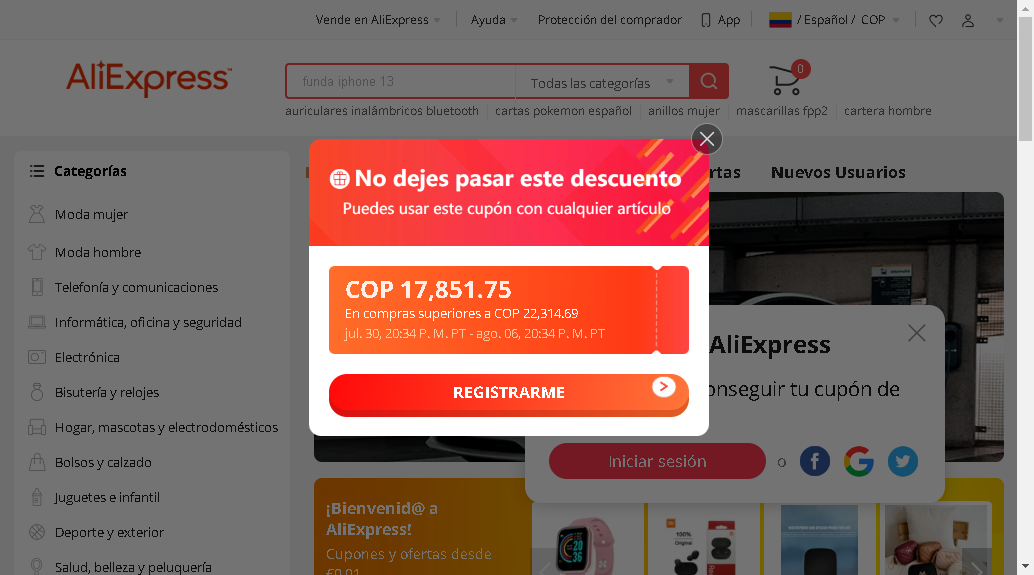 Vende en AliExpress
Ayuda
Protección del comprador
App
/ Español / COP
AliExpress
funda iphone 13
Todas las categorías
0
auriculares inalámbricos bluetooth
cartas pokemon español
anillos mujer
mascarillas fpp2
cartera hombre
Categorías
Nuevos Usuarios
No dejes pasar este descuento
Puedes usar este cupón con cualquier artículo
COP 17,851.75
En compras superiores a COP 22,314.69
jul. 30, 20:34 P. M. PT - ago. 06, 20:34 P. M. PT
REGISTRARME
Moda mujer
Moda hombre
Telefonía y comunicaciones
Informática, oficina y seguridad
Electrónica
Bisutería y relojes
Hogar, mascotas y electrodomésticos
Bolsos y calzado
Juguetes e infantil
Deporte y exterior
Salud, belleza y peluquería
AliExpress
onseguir tu cupón de
Iniciar sesión
o
¡Bienvenid@ a
AliExpress!
Cupones y ofertas desde
€0,01
100%
Original